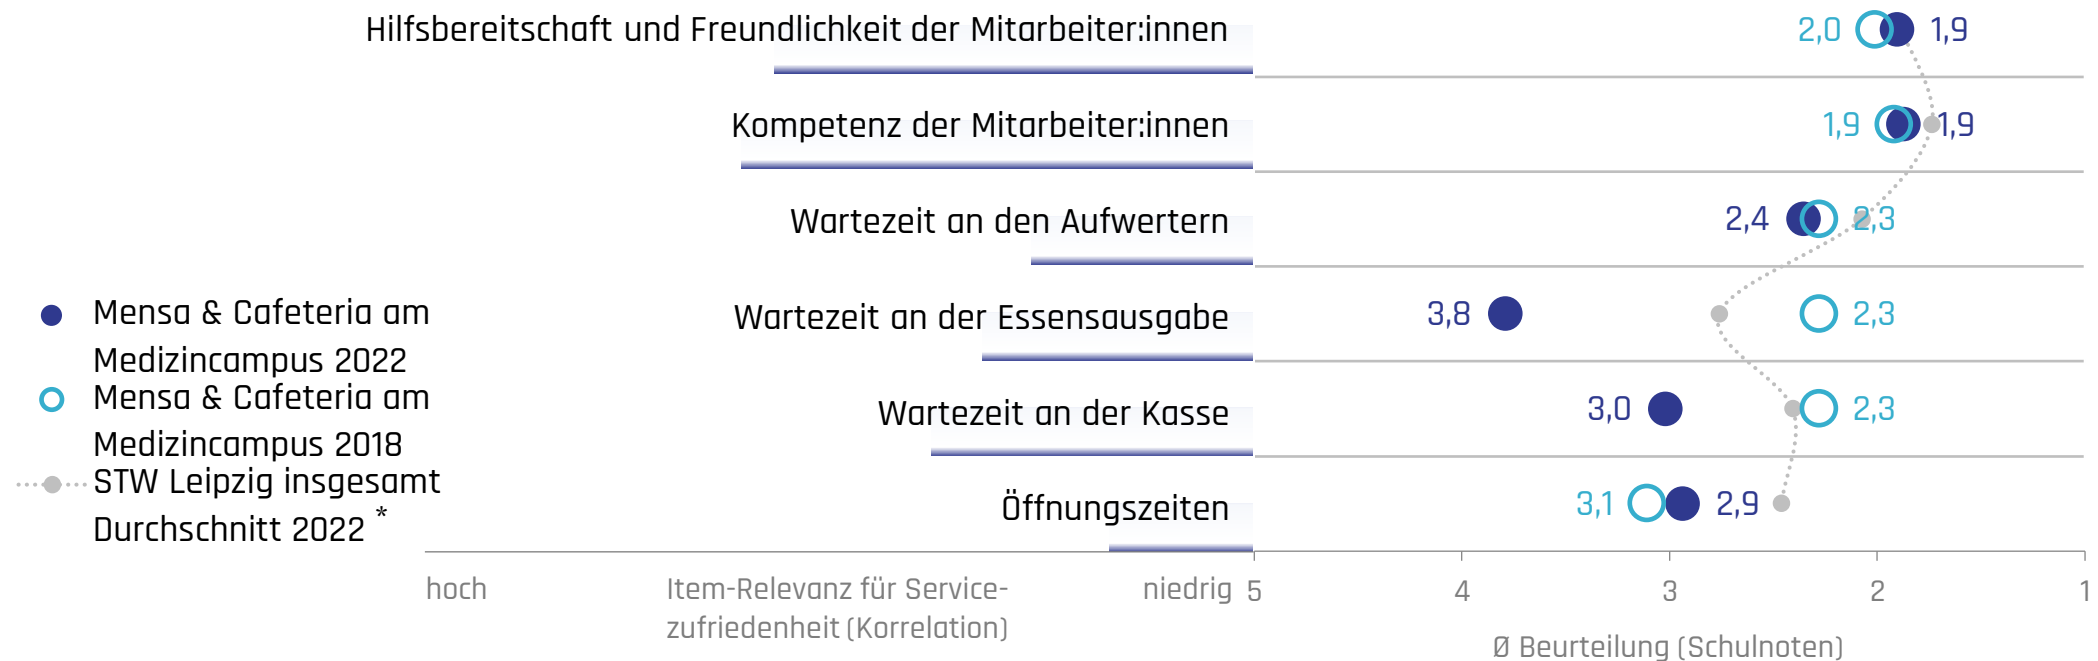 Hilfsbereitschaft und Freundlichkeit der Mitarbeiter:innen
2,0 1,9
Kompetenz der Mitarbeiter:innen
1,9 1,9
Wartezeit an den Aufwertern
2,4 2,3
Wartezeit an der Essensausgabe
3,8 2,3
Wartezeit an der Kasse
3,0 2,3
Öffnungszeiten
3,1 2,9
Mensa & Cafeteria am
Medizincampus 2022
Mensa & Cafeteria am
Medizincampus 2018
STW Leipzig insgesamt
Durchschnitt 2022 *
hoch Item-Relevanz für Service- niedrig
zufriedenheit (Korrelation)
5 4 3 2 1
Ø Beurteilung (Schulnoten)